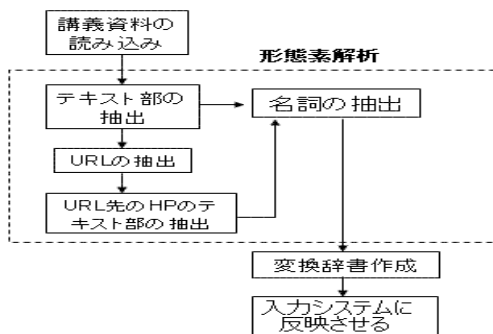 講義資料の
読み込み
形態素解析
テキスト部の
抽出
名詞の抽出
URLの抽出
URL先のHPのテ
キスト部の抽出
変換辞書作成
入力システムに
反映させる